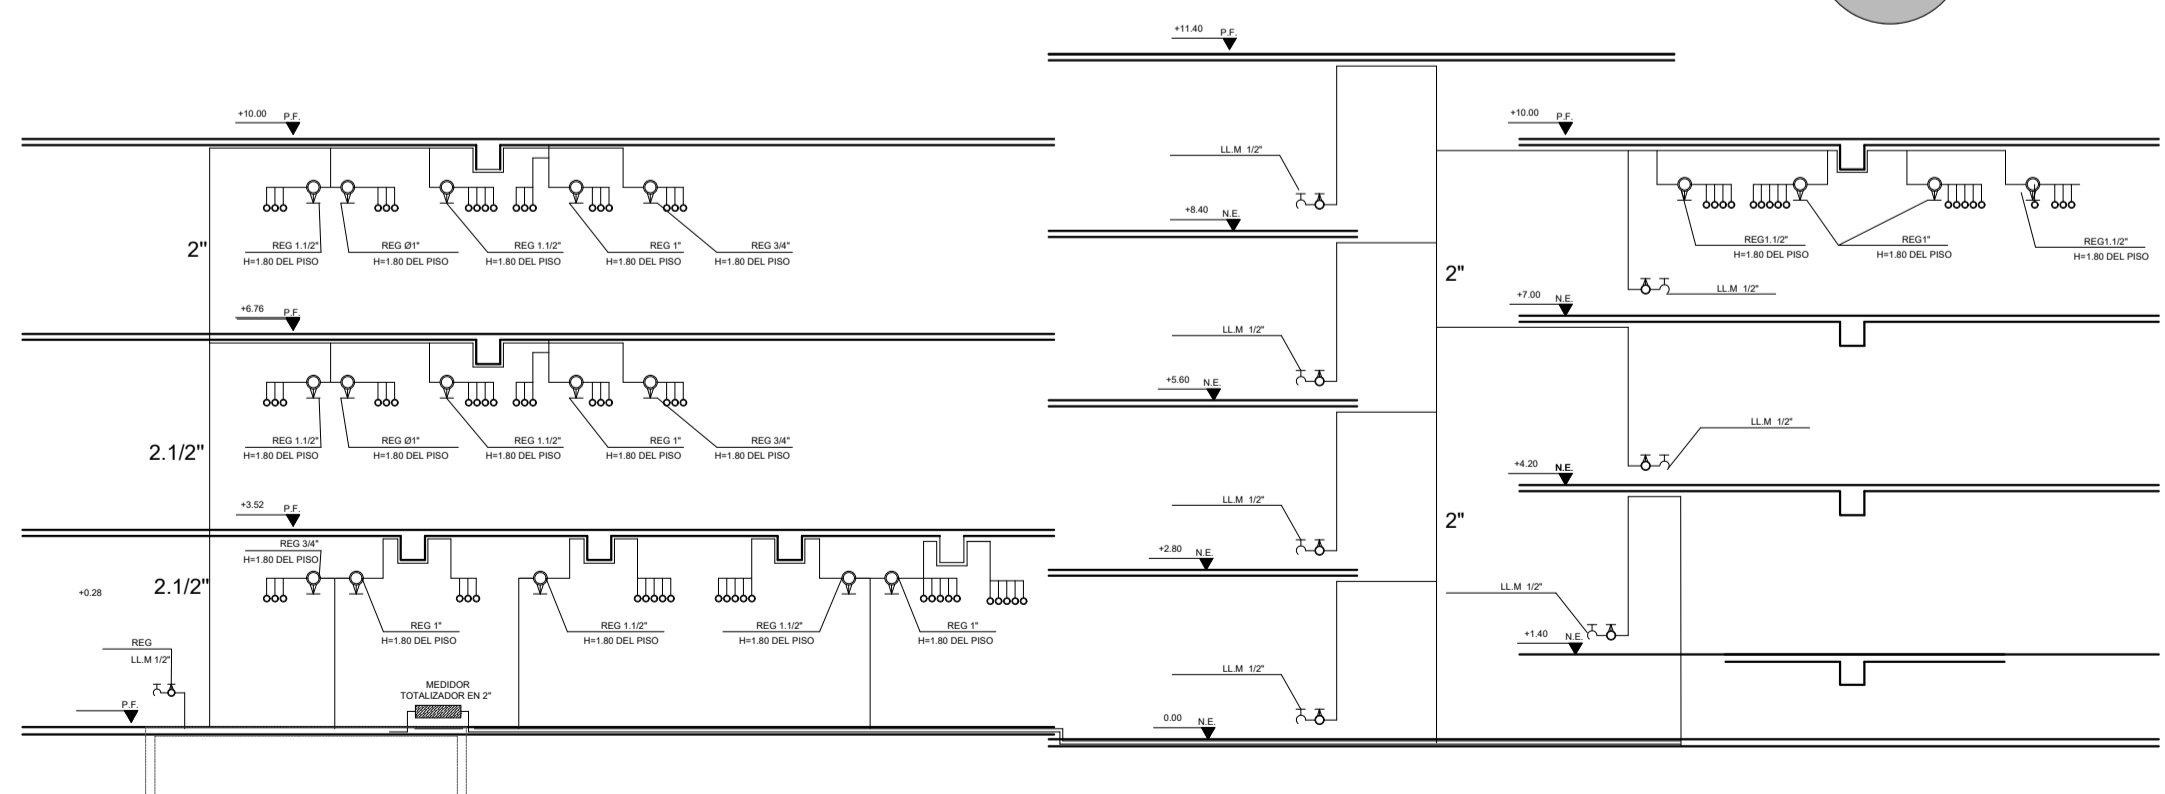 +11.40 P.F.
+10.00 P.F.
+10.00 P.F.
LL.M 1/2"
+8.40 N.E.
2"
REG 1.1/2"
H=1.80 DEL PISO
REG Ø1"
H=1.80 DEL PISO
REG 1.1/2"
H=1.80 DEL PISO
REG 1"
H=1.80 DEL PISO
REG 3/4"
H=1.80 DEL PISO
2"
REG1.1/2"
H=1.80 DEL PISO
REG1"
H=1.80 DEL PISO
REG1.1/2"
H=1.80 DEL PISO
LL.M 1/2"
+7.00 N.E.
+6.76 P.F.
LL.M 1/2"
+5.60 N.E.
2.1/2"
REG 1.1/2"
H=1.80 DEL PISO
REG Ø1"
H=1.80 DEL PISO
REG 1.1/2"
H=1.80 DEL PISO
REG 1"
H=1.80 DEL PISO
REG 3/4"
H=1.80 DEL PISO
LL.M 1/2"
+4.20 N.E.
+3.52 P.F.
LL.M 1/2"
2"
+2.80 N.E.
REG 3/4"
H=1.80 DEL PISO
2.1/2"
+0.28
LL.M 1/2"
REG 1"
H=1.80 DEL PISO
REG 1.1/2"
H=1.80 DEL PISO
REG 1.1/2"
H=1.80 DEL PISO
REG 1"
H=1.80 DEL PISO
+1.40 N.E.
REG
LL.M 1/2"
LL.M 1/2"
MEDIDOR
TOTALIZADOR EN 2"
P.F.
0.00 N.E.